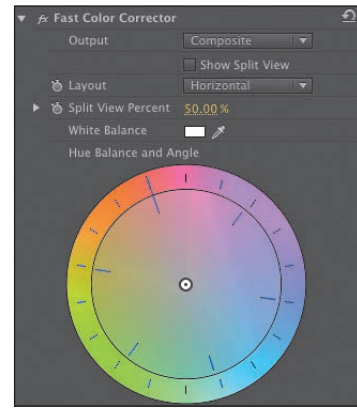 fx Fast Color Corrector
Output Composite
Show Split View
Layout Horizontal
Split View Percent 50.00 %
White Balance
Hue Balance and Angle